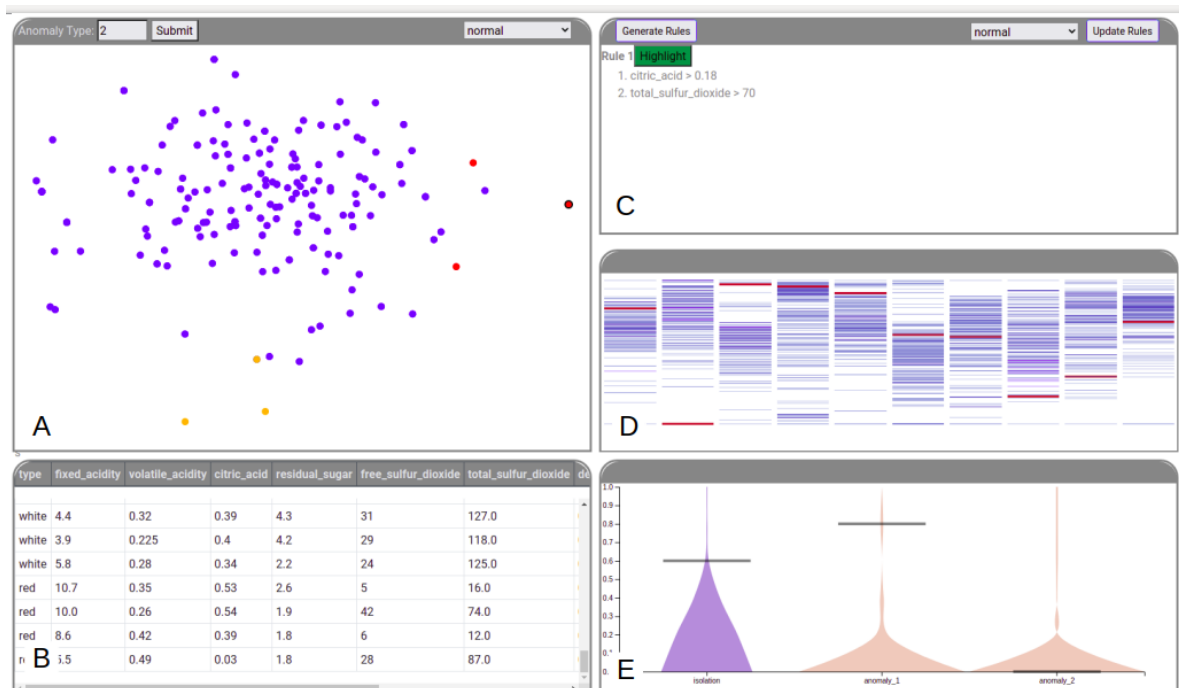 Anomaly Type: 2 Submit normal
A
type fixed_acidity volatile_acidity citric_acid residual_sugar free_sulfur_dioxide total_sulfur_dioxide
white 4.4 0.32 0.39 4.3 31 127.0
white 3.9 0.225 0.4 4.2 29 118.0
white 5.8 0.28 0.34 2.2 24 125.0
red 10.7 0.35 0.53 2.6 5 16.0
red 10.0 0.26 0.54 1.9 42 74.0
red 8.6 0.42 0.39 1.8 6 12.0
B 0.49 0.03 1.8 28 87.0
Generate Rules normal Update Rules
Rule 1 Highlight
1. citric_acid > 0.18
2. total_sulfur_dioxide > 70
C
D
1.0
0.9
0.8
0.7
0.6
0.5
0.4
0.3
0.2
E
isolation anomaly_1 anomaly_2